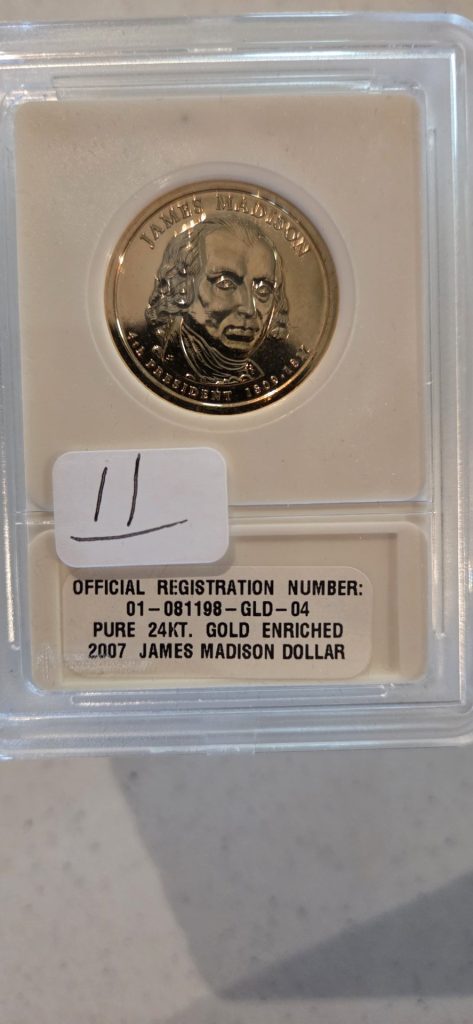 JAMES MADISON
4th PRESIDENT 1809-1817
11
OFFICIAL REGISTRATION NUMBER:
01-081198-GLD-04
PURE 24KT. GOLD ENRICHED
2007 JAMES MADISON DOLLAR